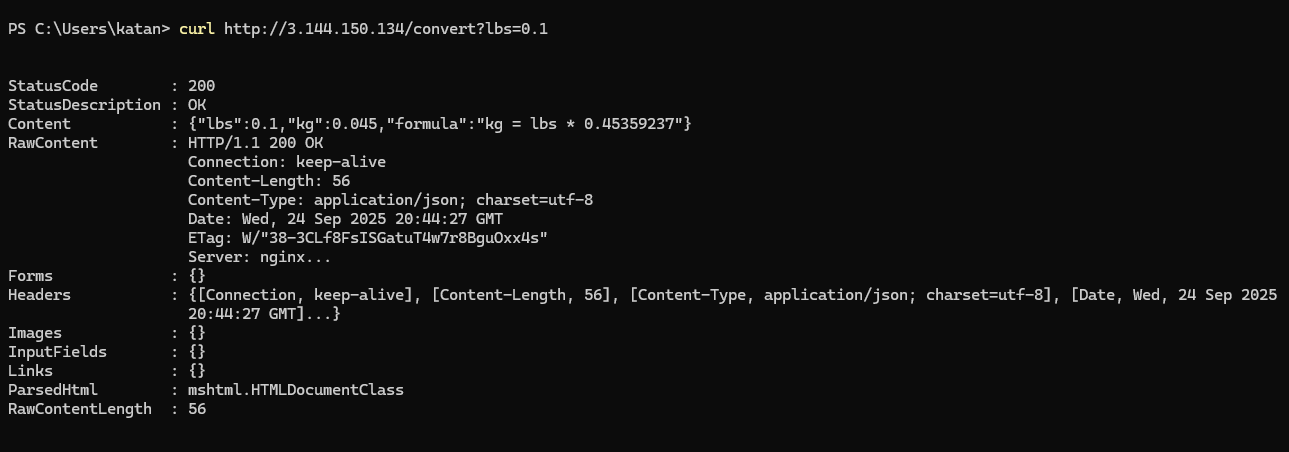 PS C:\Users\katan> curl http://3.144.150.134/convert?lbs=0.1
StatusCode        : 200
StatusDescription : OK
Content           : {"lbs":0.1,"kg":0.045,"formula":"kg = lbs * 0.45359237"}
RawContent        : HTTP/1.1 200 OK
                    Connection: keep-alive
                    Content-Length: 56
                    Content-Type: application/json; charset=utf-8
                    Date: Wed, 24 Sep 2025 20:44:27 GMT
                    ETag: W/"38-3CLf8FsISGatuT4w7r8BguOxx4s"
                    Server: nginx...
Forms             : {}
Headers           : {[Connection, keep-alive], [Content-Length, 56], [Content-Type, application/json; charset=utf-8], [Date, Wed, 24 Sep 2025
                    20:44:27 GMT]...}
Images            : {}
InputFields       : {}
Links             : {}
ParsedHtml        : mshtml.HTMLDocumentClass
RawContentLength  : 56